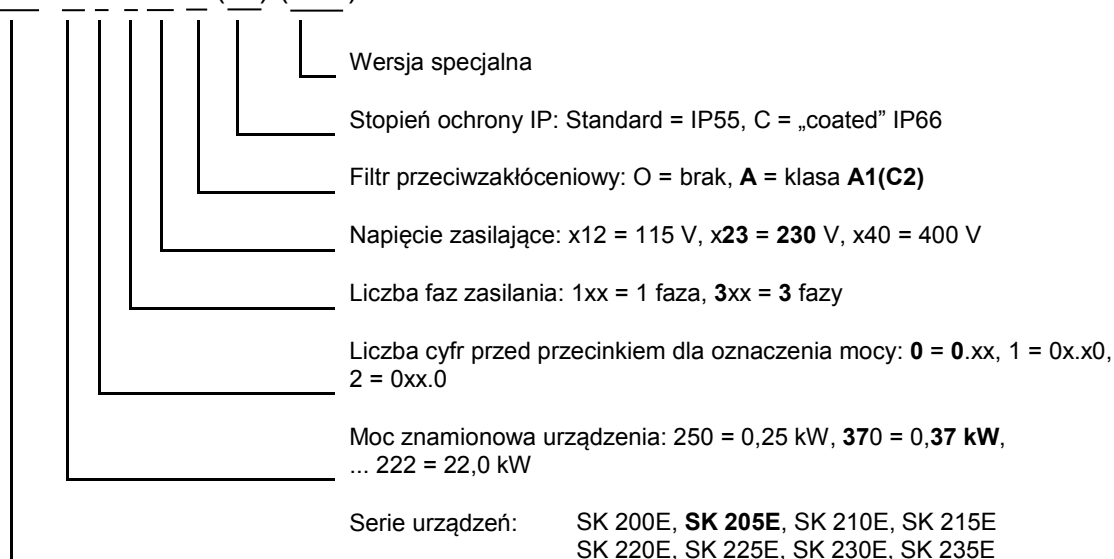 Wersja specjalna
Stopień ochrony IP: Standard = IP55, C = „coated” IP66
Filtr przeciwzakłóceniowy: O = brak, A = klasa A1(C2)
Napięcie zasilające: x12 = 115 V, x23 = 230 V, x40 = 400 V
Liczba faz zasilania: 1xx = 1 faza, 3xx = 3 fazy
Liczba cyfr przed przecinkiem dla oznaczenia mocy: 0 = 0.xx, 1 = 0x.x0,
2 = 0xx.0
Moc znamionowa urządzenia: 250 = 0,25 kW, 370 = 0,37 kW,
... 222 = 22,0 kW
Serie urządzeń: SK 200E, SK 205E, SK 210E, SK 215E
SK 220E, SK 225E, SK 230E, SK 235E